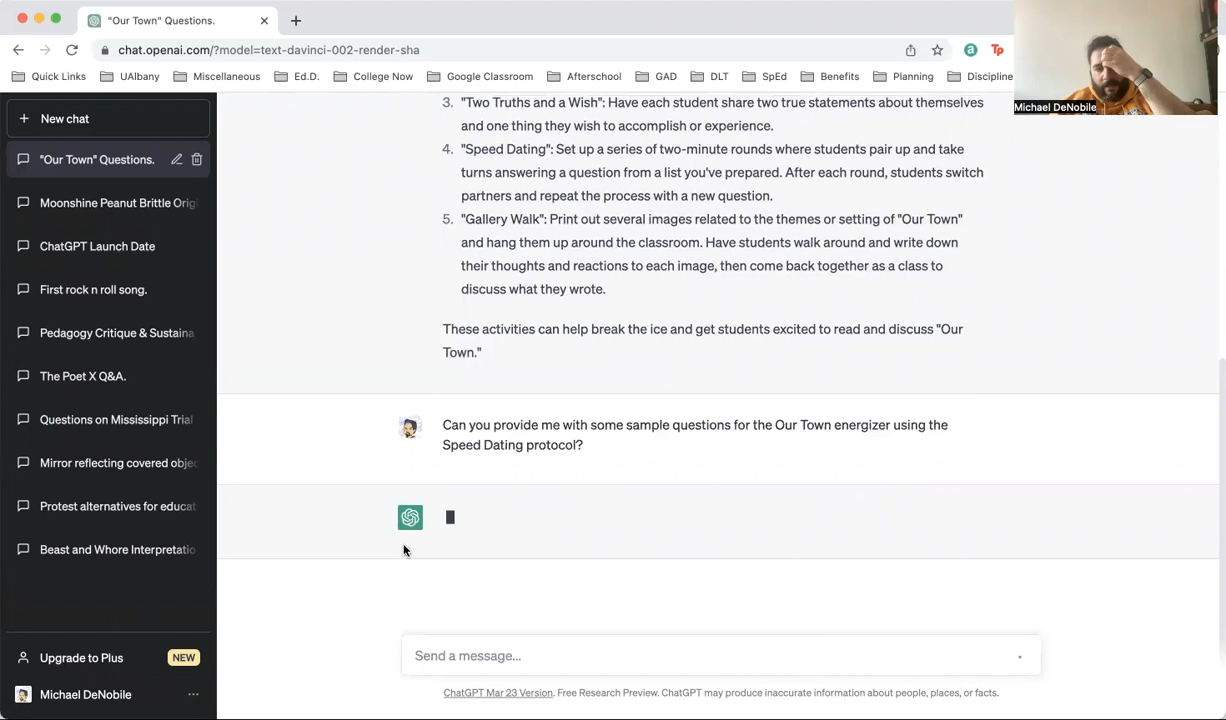 "Our Town" Questions.
chat.openai.com/?model=text-davinci-002-render-sha
Quick Links UAlbany Miscellaneous Ed.D. College Now Google Classroom Afterschool GAD DLT SpEd Benefits Planning Discipline
Michael DeNobile
New chat
"Our Town" Questions.
Moonshine Peanut Brittle Orig
ChatGPT Launch Date
First rock n roll song.
Pedagogy Critique & Sustaina
The Poet X Q&A.
Questions on Mississippi Trial
Mirror reflecting covered objec
Protest alternatives for educat
Beast and Whore Interpretatio
Upgrade to Plus NEW
Michael DeNobile
3. "Two Truths and a Wish": Have each student share two true statements about themselves
and one thing they wish to accomplish or experience.
4. "Speed Dating": Set up a series of two-minute rounds where students pair up and take
turns answering a question from a list you've prepared. After each round, students switch
partners and repeat the process with a new question.
5. "Gallery Walk": Print out several images related to the themes or setting of "Our Town"
and hang them up around the classroom. Have students walk around and write down
their thoughts and reactions to each image, then come back together as a class to
discuss what they wrote.
These activities can help break the ice and get students excited to read and discuss "Our
Town."
Can you provide me with some sample questions for the Our Town energizer using the
Speed Dating protocol?
Send a message...
ChatGPT Mar 23 Version. Free Research Preview. ChatGPT may produce inaccurate information about people, places, or facts.